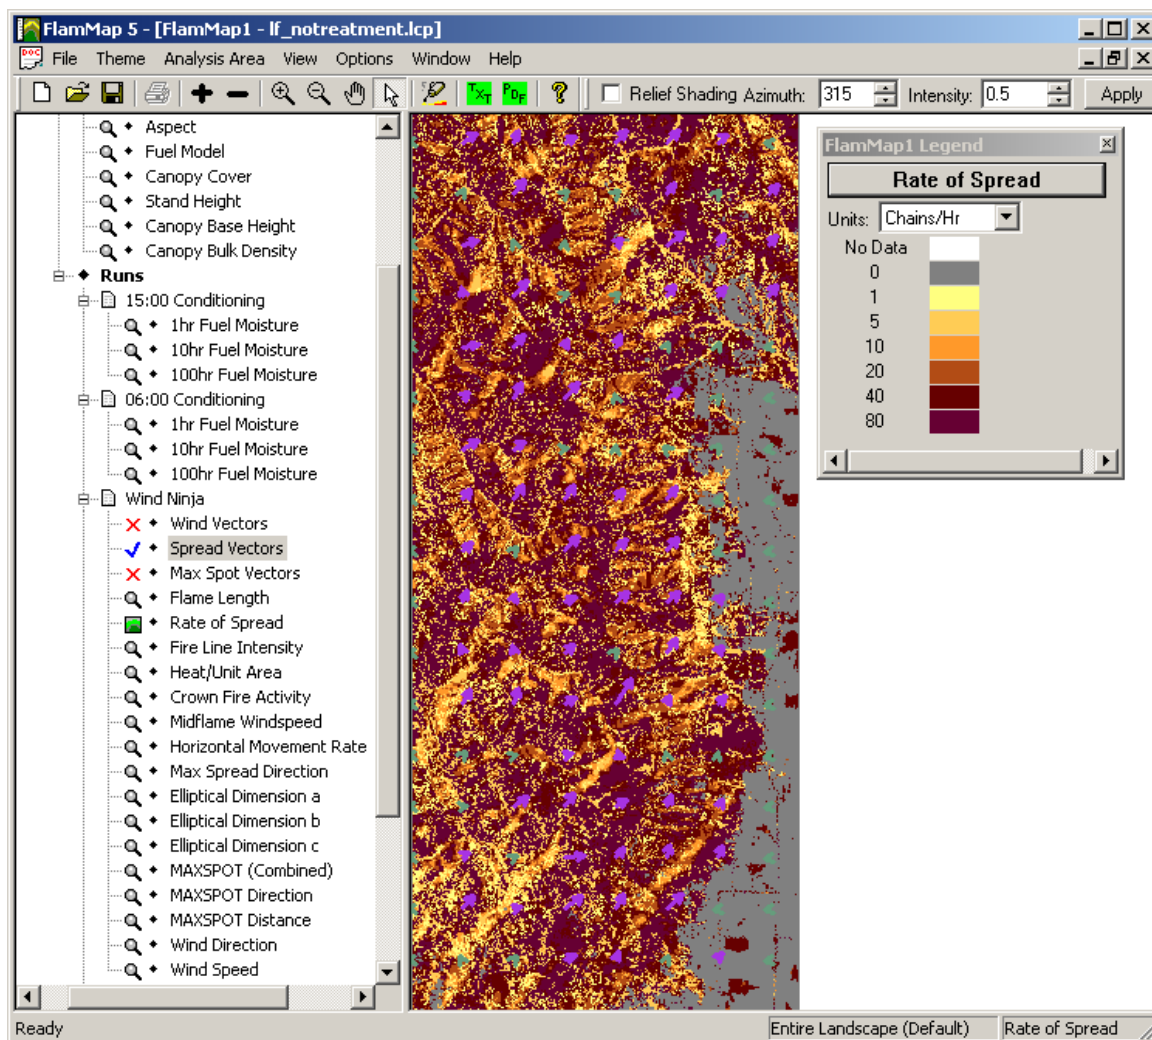 FlamMap 5 - [FlamMap1 - lf_notreatment.lcp]
DOC File Theme Analysis Area View Options Window Help
TXT PDF ? Relief Shading Azimuth: 315 Intensity: 0.5 Apply
Aspect
Fuel Model
Canopy Cover
Stand Height
Canopy Base Height
Canopy Bulk Density
Runs
15:00 Conditioning
1hr Fuel Moisture
10hr Fuel Moisture
100hr Fuel Moisture
06:00 Conditioning
1hr Fuel Moisture
10hr Fuel Moisture
100hr Fuel Moisture
Wind Ninja
Wind Vectors
Spread Vectors
Max Spot Vectors
Flame Length
Rate of Spread
Fire Line Intensity
Heat/Unit Area
Crown Fire Activity
Midflame Windspeed
Horizontal Movement Rate
Max Spread Direction
Elliptical Dimension a
Elliptical Dimension b
Elliptical Dimension c
MAXSPOT (Combined)
MAXSPOT Direction
MAXSPOT Distance
Wind Direction
Wind Speed
FlamMap1 Legend
Rate of Spread
Units: Chains/Hr
No Data
0
1
5
10
20
40
80
Ready
Entire Landscape (Default)
Rate of Spread